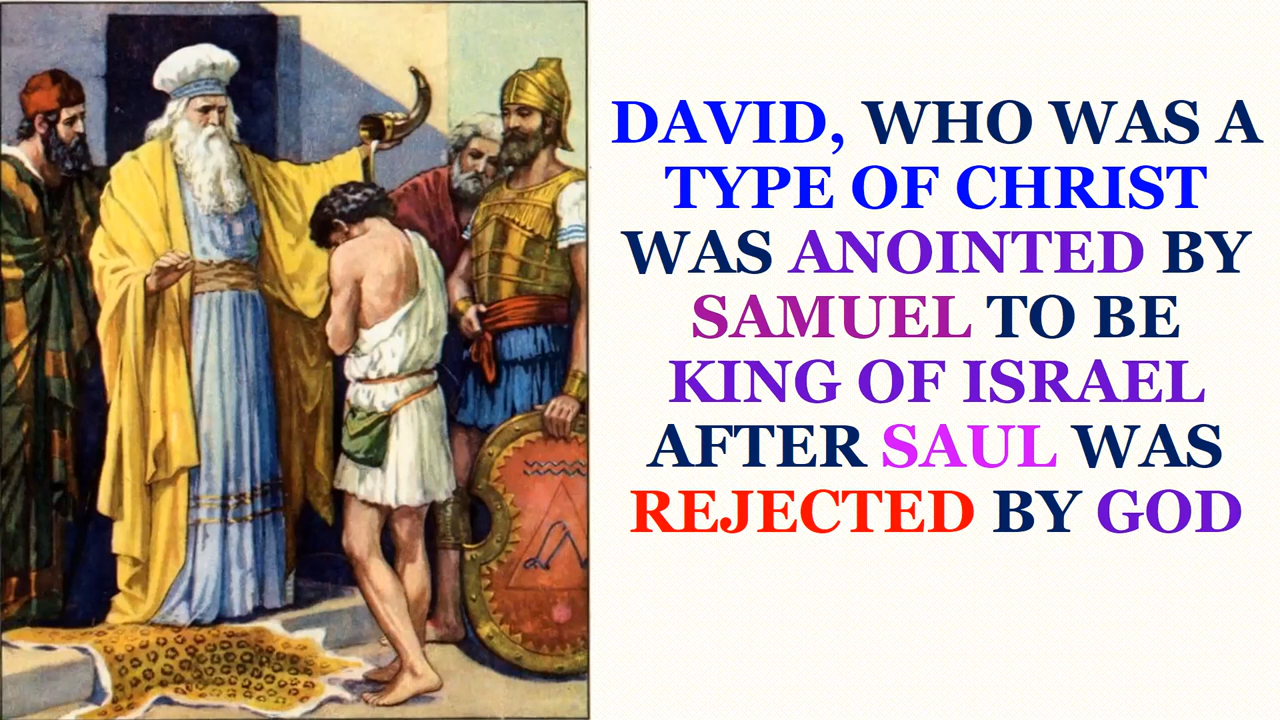 DAVID, WHO WAS A
TYPE OF CHRIST
WAS ANOINTED BY
SAMUEL TO BE
KING OF ISRAEL
AFTER SAUL WAS
REJECTED BY GOD